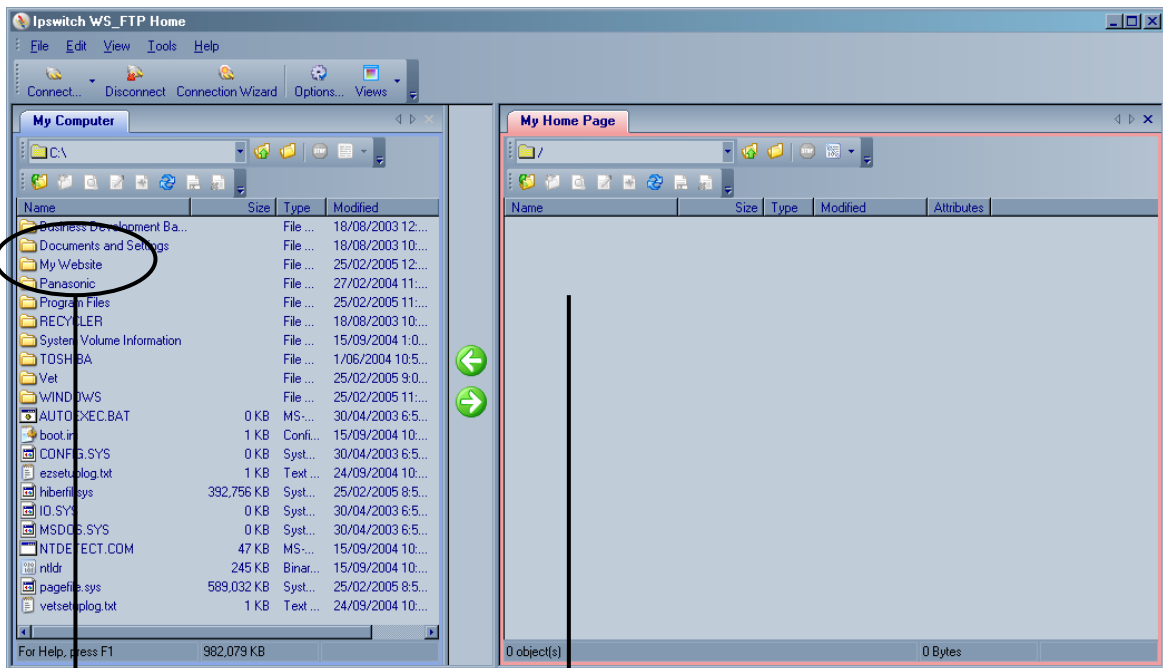 Ipswitch WS_FTP Home
File Edit View Tools Help
Connect... Disconnect Connection Wizard Options... Views
My Computer
C:\
Name Size Type Modified
Business Development Ba... File ... 18/08/2003 12:...
Documents and Settings File ... 18/08/2003 10:...
My Website File ... 25/02/2005 12:...
Panasonic File ... 27/02/2004 11:...
Program Files File ... 25/02/2005 11:...
RECYCLER File ... 18/08/2003 10:...
System Volume Information File ... 15/09/2004 1:0...
TOSHIBA File ... 1/06/2004 10:5...
Vet File ... 25/02/2005 9:0...
WINDOWS File ... 25/02/2005 11:...
AUTOEXEC.BAT 0 KB MS-... 30/04/2003 6:5...
boot.ini 1 KB Confi... 15/09/2004 10:...
CONFIG.SYS 0 KB Syst... 30/04/2003 6:5...
ezsetuplog.txt 1 KB Text ... 24/09/2004 10:...
hiberfil.sys 392,756 KB Syst... 25/02/2005 8:5...
IO.SYS 0 KB Syst... 30/04/2003 6:5...
MSDOS.SYS 0 KB Syst... 30/04/2003 6:5...
NTDETECT.COM 47 KB MS-... 15/09/2004 10:...
ntldr 245 KB Binar... 15/09/2004 10:...
pagefile.sys 589,032 KB Syst... 25/02/2005 8:5...
vetsetuplog.txt 1 KB Text ... 24/09/2004 10:...
For Help, press F1 982,079 KB
My Home Page
/
Name Size Type Modified Attributes
0 object(s) 0 Bytes